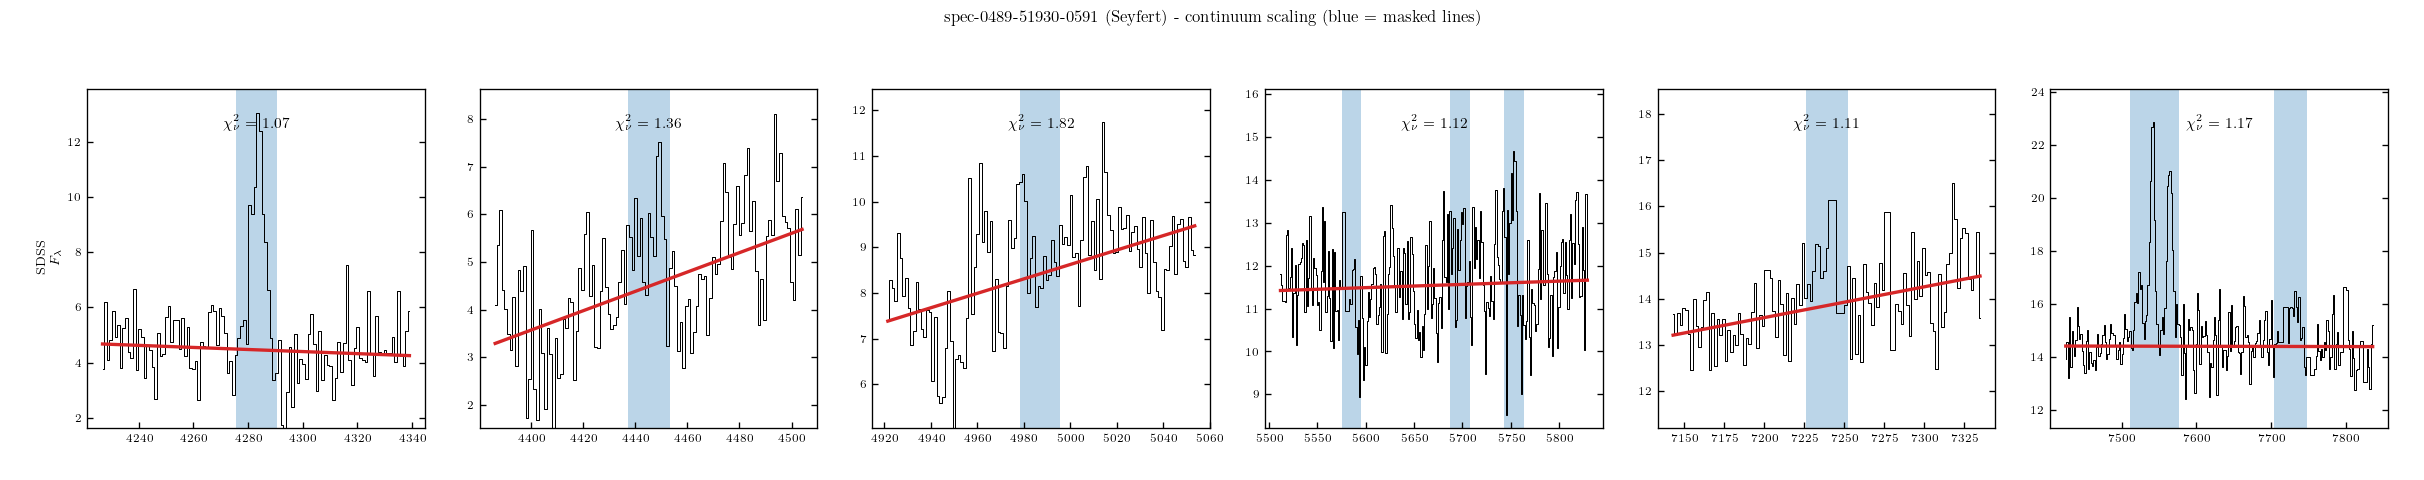 spec-0489-51930-0591 (Seyfert) - continuum scaling (blue = masked lines)
SDSS
F_λ
χ²_ν = 1.07
12
10
8
6
4
2
4240 4260 4280 4300 4320 4340
χ²_ν = 1.36
8
7
6
5
4
3
2
4400 4420 4440 4460 4480 4500
χ²_ν = 1.82
12
11
10
9
8
7
6
4920 4940 4960 4980 5000 5020 5040 5060
χ²_ν = 1.12
16
15
14
13
12
11
10
9
5500 5550 5600 5650 5700 5750 5800
χ²_ν = 1.11
18
17
16
15
14
13
12
7150 7175 7200 7225 7250 7275 7300 7325
χ²_ν = 1.17
24
22
20
18
16
14
12
7500 7600 7700 7800